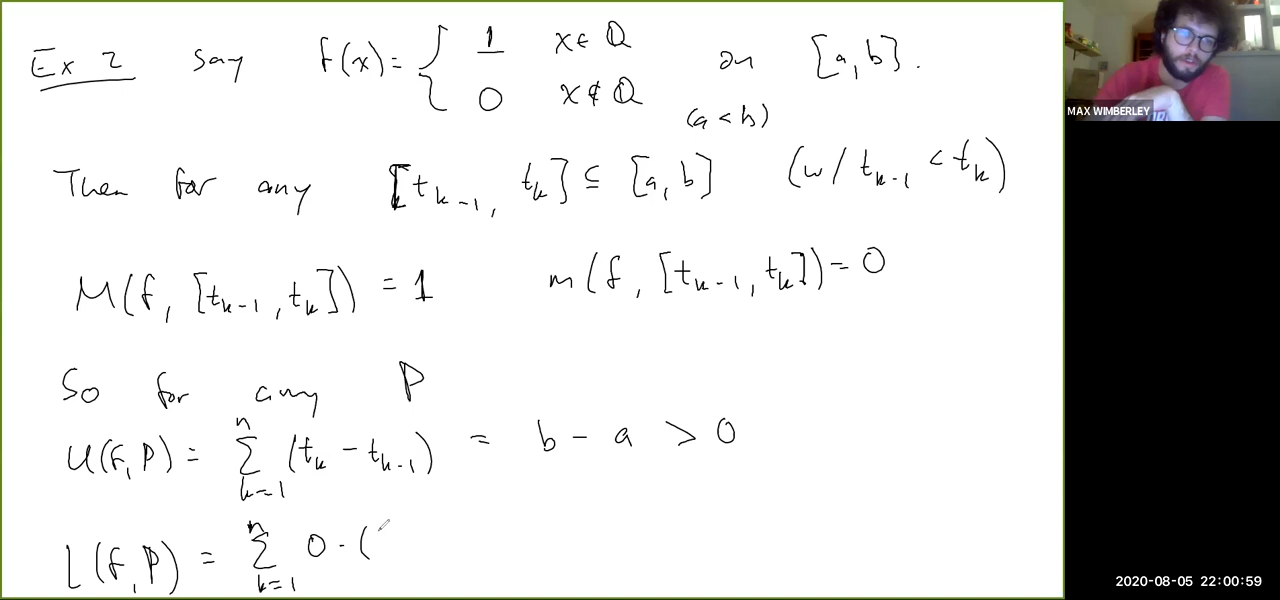 Ex 2 Say f(x) = { 1 x ∈ ℚ on [a, b].
0 x ∉ ℚ
(a < b)
Then for any [t_{k-1}, t_k] ⊆ [a, b] (w/ t_{k-1} < t_k)
M(f, [t_{k-1}, t_k]) = 1 m(f, [t_{k-1}, t_k]) = 0
So for any P
U(f, P) = ∑_{k=1}^{n} (t_k - t_{k-1}) = b - a > 0
L(f, P) = ∑_{k=1}^{n} 0 · (
MAX WIMBERLEY
2020-08-05 22:00:59